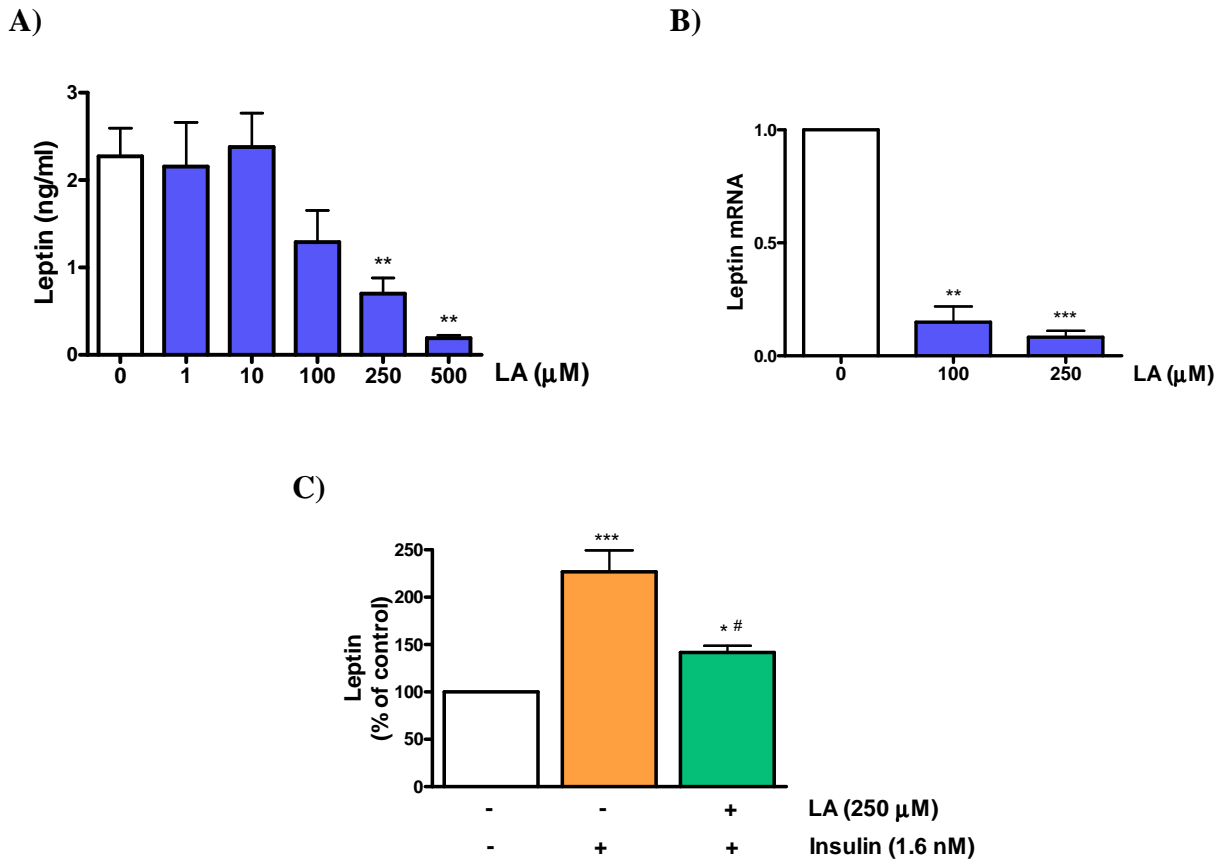 A)
B)
3
2
1
0
Leptin (ng/ml)
**
**
0 1 10 100 250 500 LA (μM)
1.0
0.5
0.0
Leptin mRNA
**
***
0 100 250 LA (μM)
C)
250
200
150
100
50
0
Leptin
(% of control)
***
* #
- - + LA (250 μM)
- + + Insulin (1.6 nM)